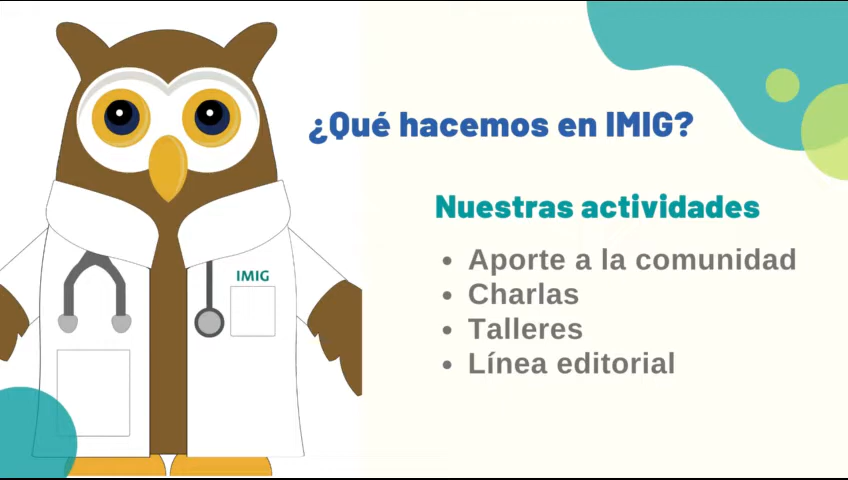 ¿Qué hacemos en IMIG?
Nuestras actividades
IMIG
• Aporte a la comunidad
• Charlas
• Talleres
• Línea editorial